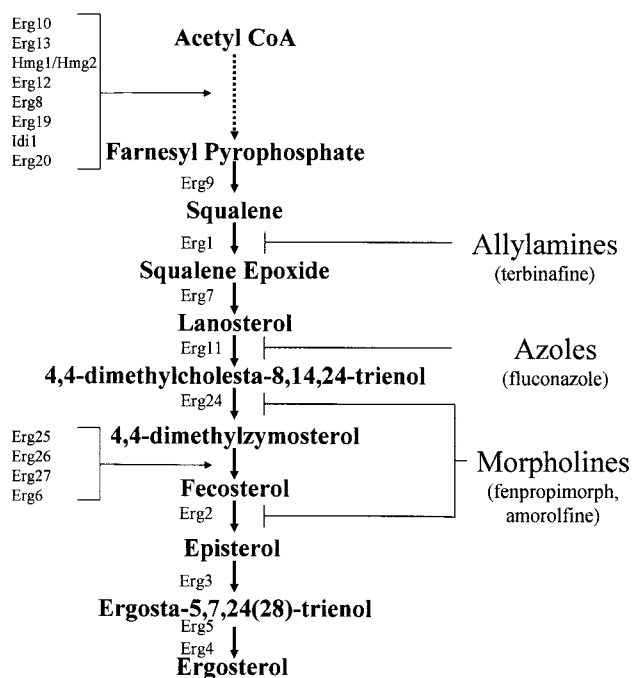 Erg10
Erg13
Hmg1/Hmg2
Erg12
Erg8
Erg19
Idi1
Erg20
Acetyl CoA
Farnesyl Pyrophosphate
Erg9
Squalene
Erg1
Allylamines
(terbinafine)
Squalene Epoxide
Erg7
Lanosterol
Erg11
Azoles
(fluconazole)
4,4-dimethylcholesta-8,14,24-trienol
Erg24
4,4-dimethylzymosterol
Erg25
Erg26
Erg27
Erg6
Morpholines
(fenpropimorph,
amorolfine)
Fecosterol
Erg2
Episterol
Erg3
Ergosta-5,7,24(28)-trienol
Erg5
Erg4
Ergosterol